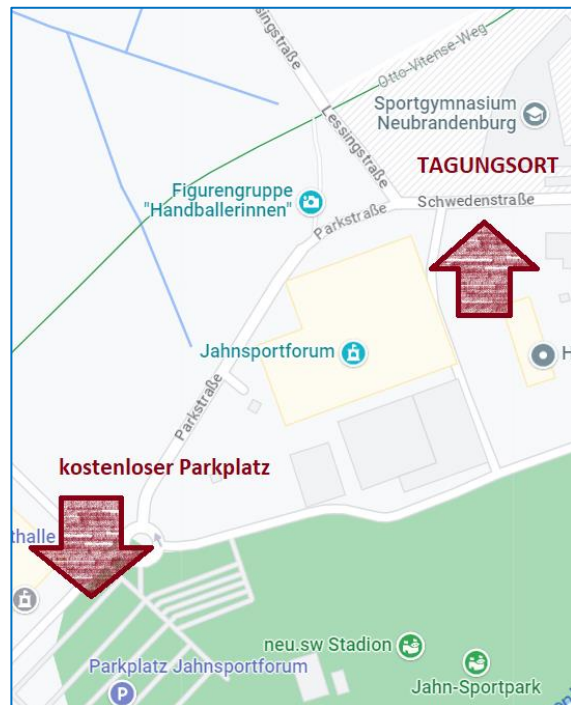 Lessingstraße
Otto-Vitense-Weg
Sportgymnasium
Neubrandenburg
Lessingstraße
TAGUNGSORT
Figurengruppe
"Handballerinnen"
Schwedenstraße
Parkstraße
Jahnsportforum
H
Parkstraße
kostenloser Parkplatz
thalle
neu.sw Stadion
Parkplatz Jahnsportforum
Jahn-Sportpark